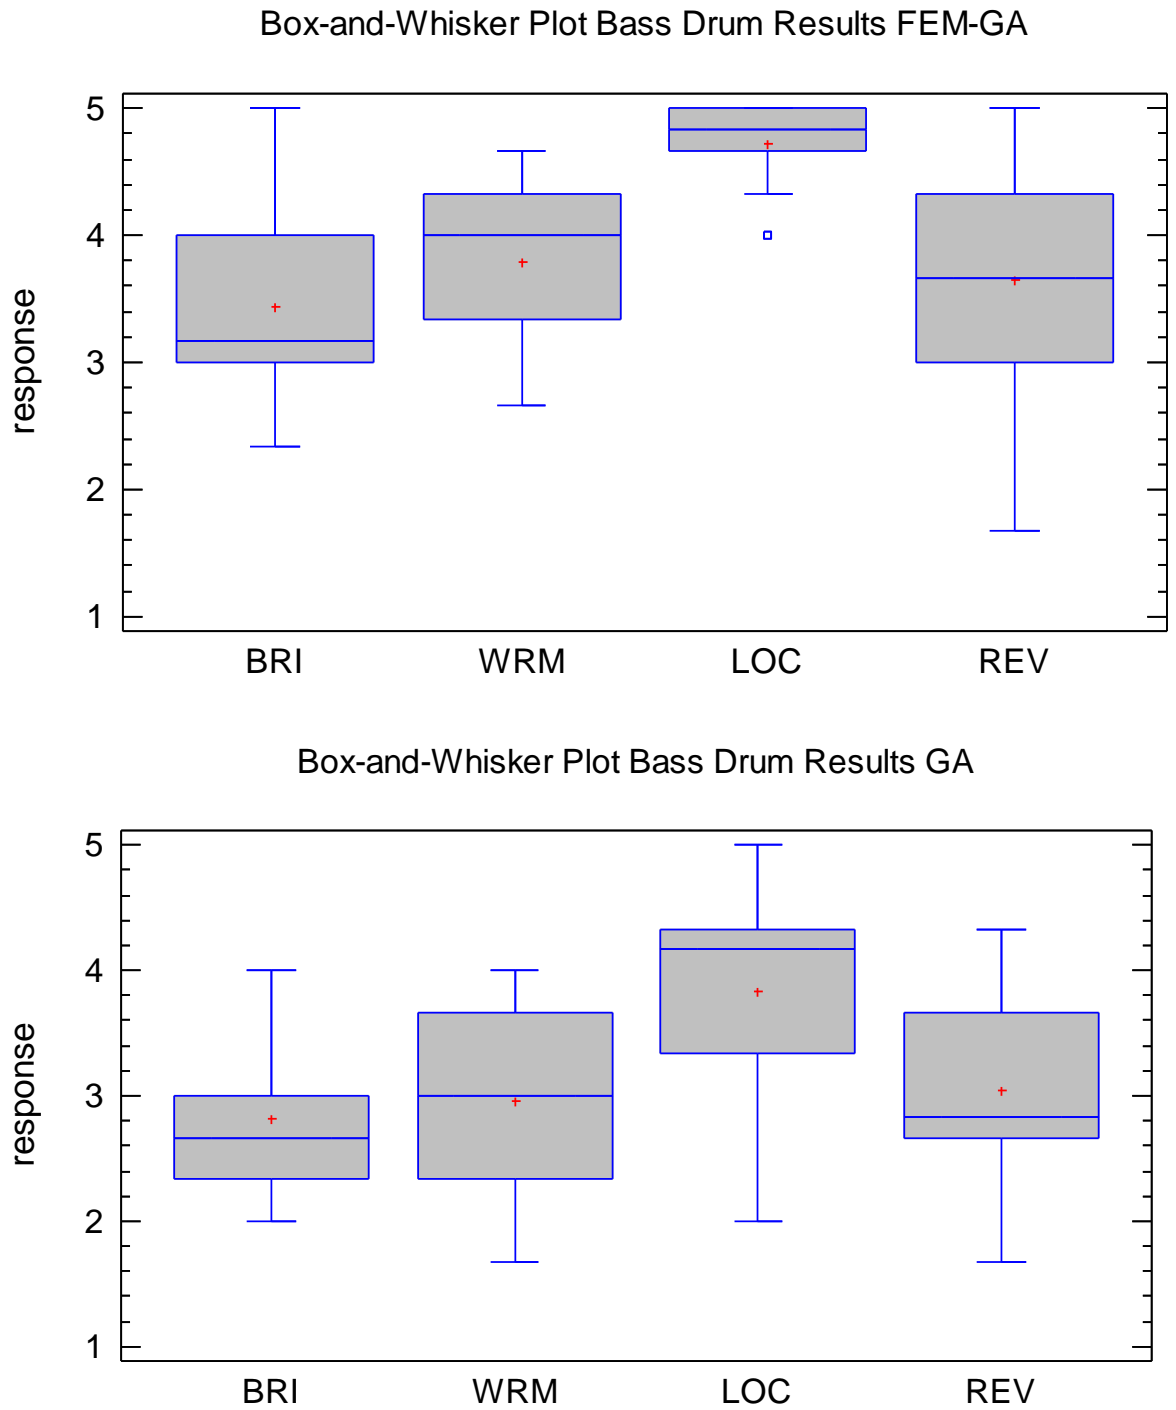 Box-and-Whisker Plot Bass Drum Results FEM-GA
5
4
3
2
1
response
BRI WRM LOC REV
Box-and-Whisker Plot Bass Drum Results GA
5
4
3
2
1
response
BRI WRM LOC REV